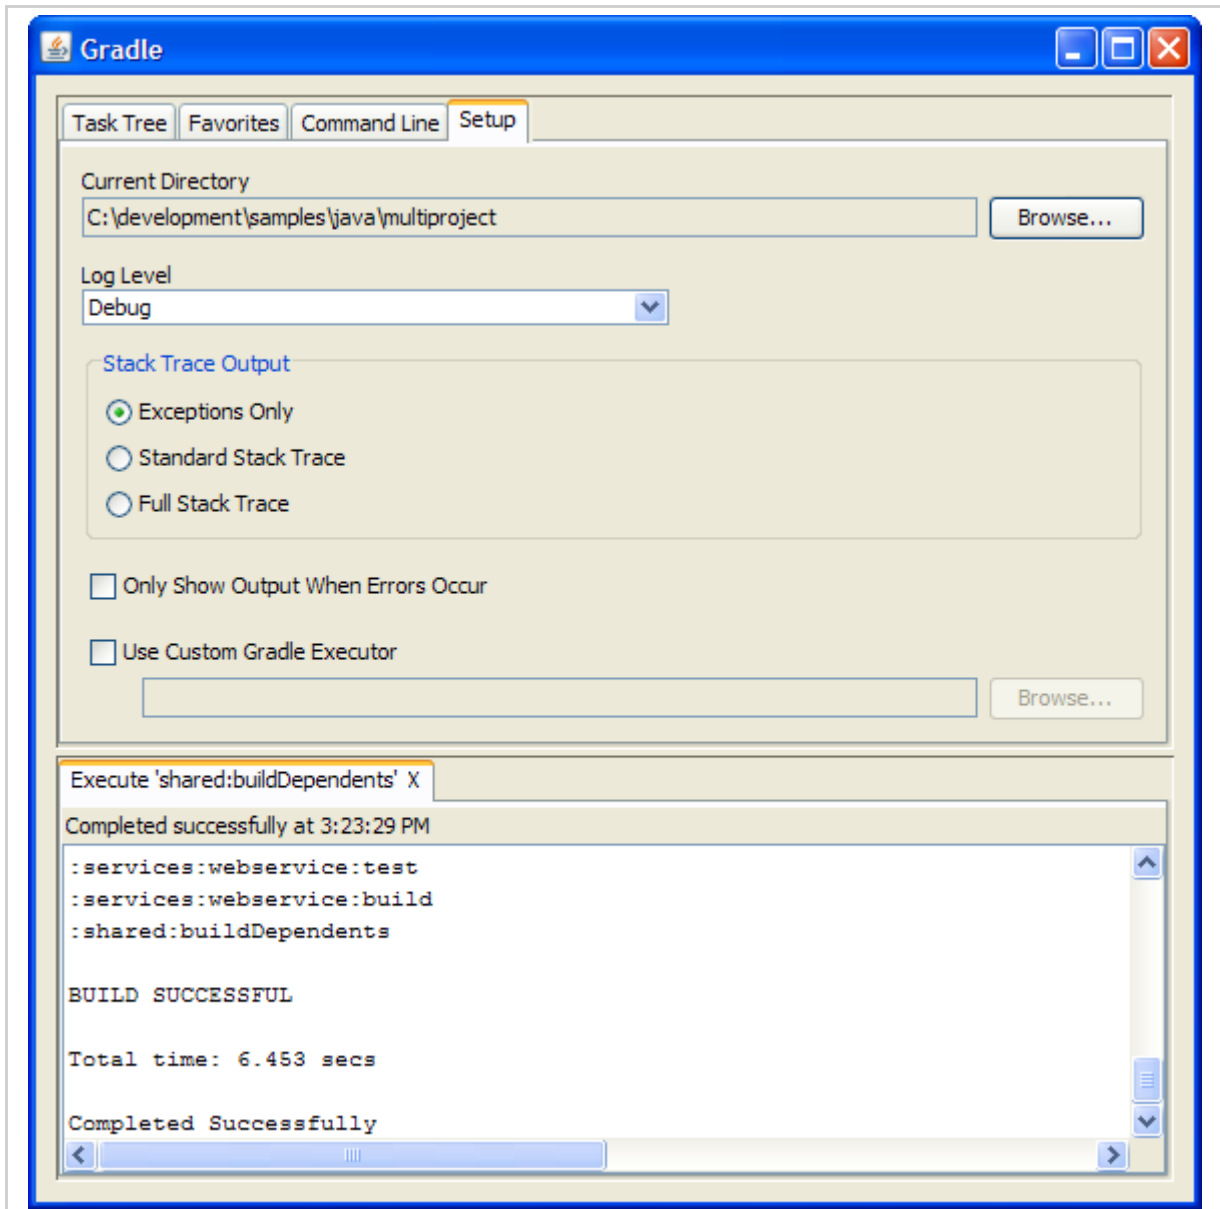 Gradle
Task Tree Favorites Command Line Setup
Current Directory
C:\development\samples\java\multiproject Browse...
Log Level
Debug
Stack Trace Output
Exceptions Only
Standard Stack Trace
Full Stack Trace
Only Show Output When Errors Occur
Use Custom Gradle Executor
Browse...
Execute 'shared:buildDependents' X
Completed successfully at 3:23:29 PM
:services:webservice:test
:services:webservice:build
:shared:buildDependents
BUILD SUCCESSFUL
Total time: 6.453 secs
Completed Successfully